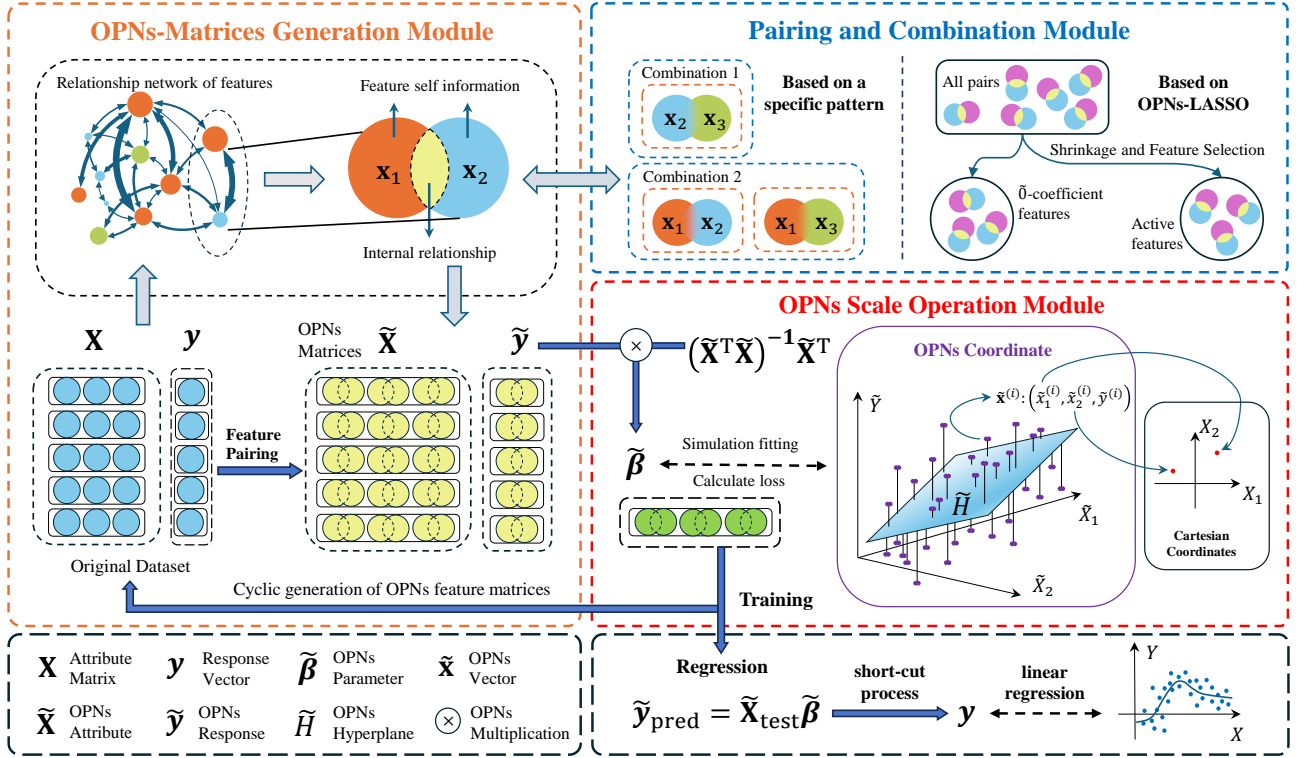 OPNs-Matrices Generation Module
Relationship network of features
Feature self information
x₁
x₂
Internal relationship
X
y
OPNs
Matrices
X̃
ỹ
Feature
Pairing
Original Dataset
Cyclic generation of OPNs feature matrices
Pairing and Combination Module
Combination 1
x₂
x₃
Based on a
specific pattern
Combination 2
x₁
x₂
x₁
x₃
All pairs
Based on
OPNs-LASSO
Shrinkage and Feature Selection
0̃-coefficient
features
Active
features
OPNs Scale Operation Module
×
(X̃ᵀX̃)⁻¹X̃ᵀ
β̃
Simulation fitting
Calculate loss
Training
OPNs Coordinate
Ỹ
x̃⁽ⁱ⁾: (x̃₁⁽ⁱ⁾, x̃₂⁽ⁱ⁾, ỹ⁽ⁱ⁾)
H̃
X̃₁
X̃₂
X₂
X₁
Cartesian
Coordinates
X Attribute
Matrix
y Response
Vector
β̃ OPNs
Parameter
x̃ OPNs
Vector
X̃ OPNs
Attribute
ỹ OPNs
Response
H̃ OPNs
Hyperplane
× OPNs
Multiplication
Regression
ỹpred = X̃testβ̃
short-cut
process
y
linear
regression
Y
X